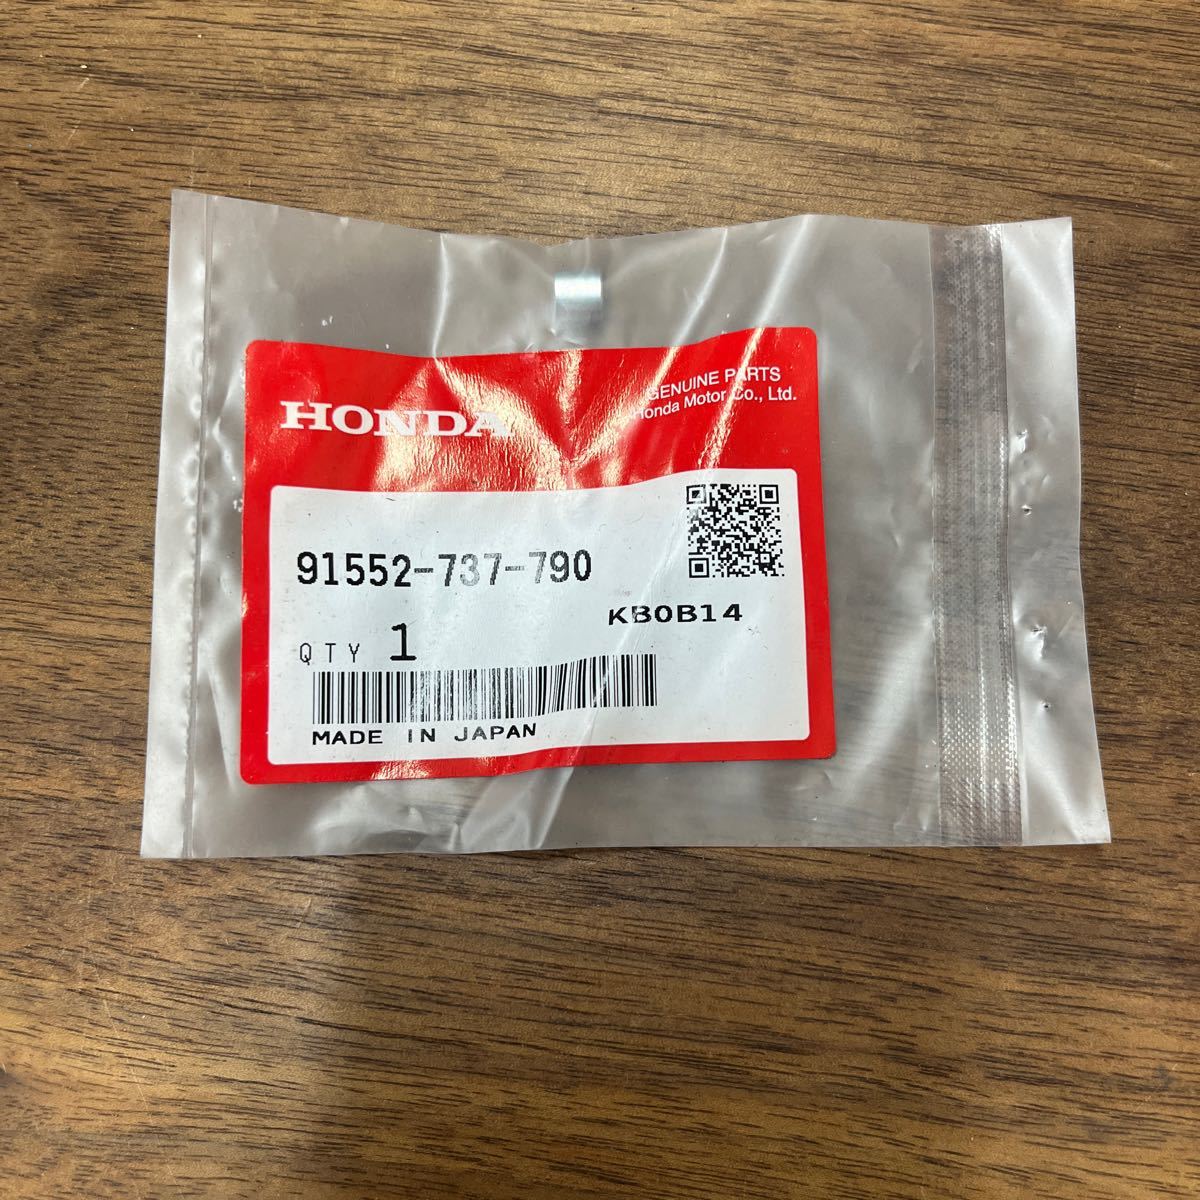 HONDA
GENUINE PARTS
Honda Motor Co., Ltd.
91552-737-790
KB0B14
QTY 1
MADE IN JAPAN